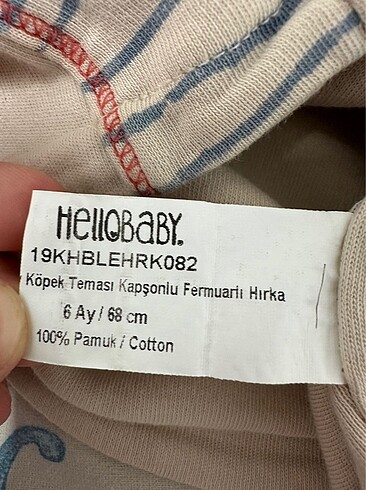 HelloBaby.
19KHBLEHRK082
Köpek Teması Kapşonlu Fermuarlı Hırka
6 Ay / 68 cm
100% Pamuk / Cotton